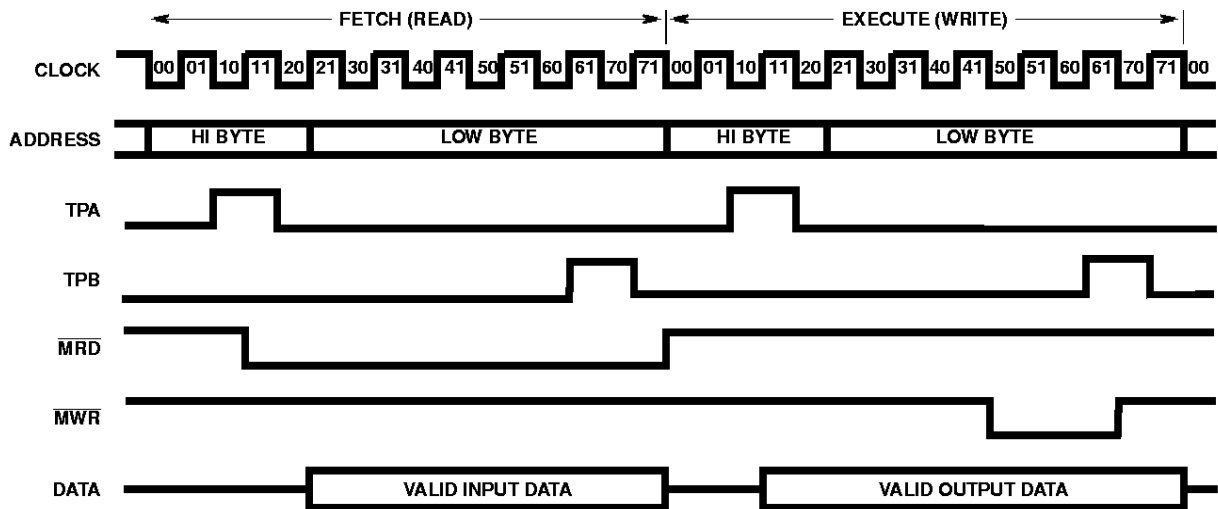 FETCH (READ) EXECUTE (WRITE)
CLOCK 00 01 10 11 20 21 30 31 40 41 50 51 60 61 70 71 00 01 10 11 20 21 30 31 40 41 50 51 60 61 70 71 00
ADDRESS HI BYTE LOW BYTE HI BYTE LOW BYTE
TPA
TPB
MRD
MWR
DATA VALID INPUT DATA VALID OUTPUT DATA